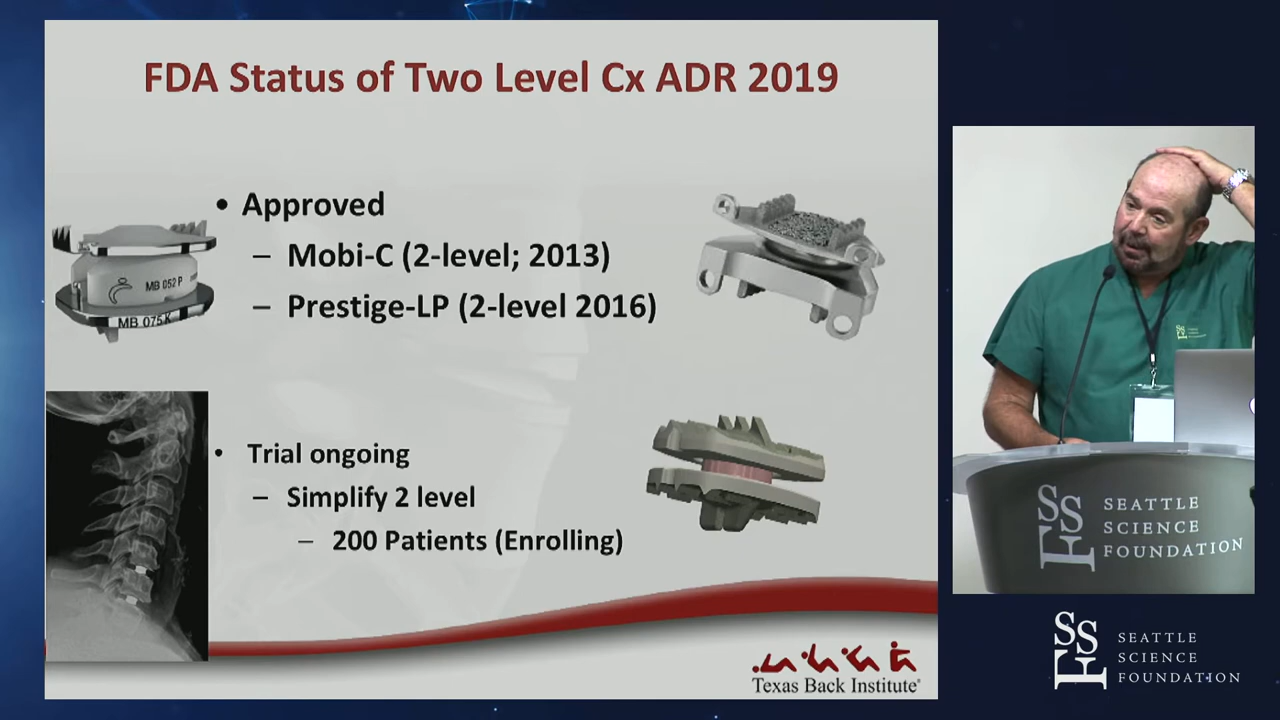 FDA Status of Two Level Cx ADR 2019
• Approved
– Mobi-C (2-level; 2013)
– Prestige-LP (2-level 2016)
MB 052 P
MB 075 K
• Trial ongoing
– Simplify 2 level
– 200 Patients (Enrolling)
Texas Back Institute
SSF
SEATTLE
SCIENCE
FOUNDATION
SSF
SEATTLE
SCIENCE
FOUNDATION